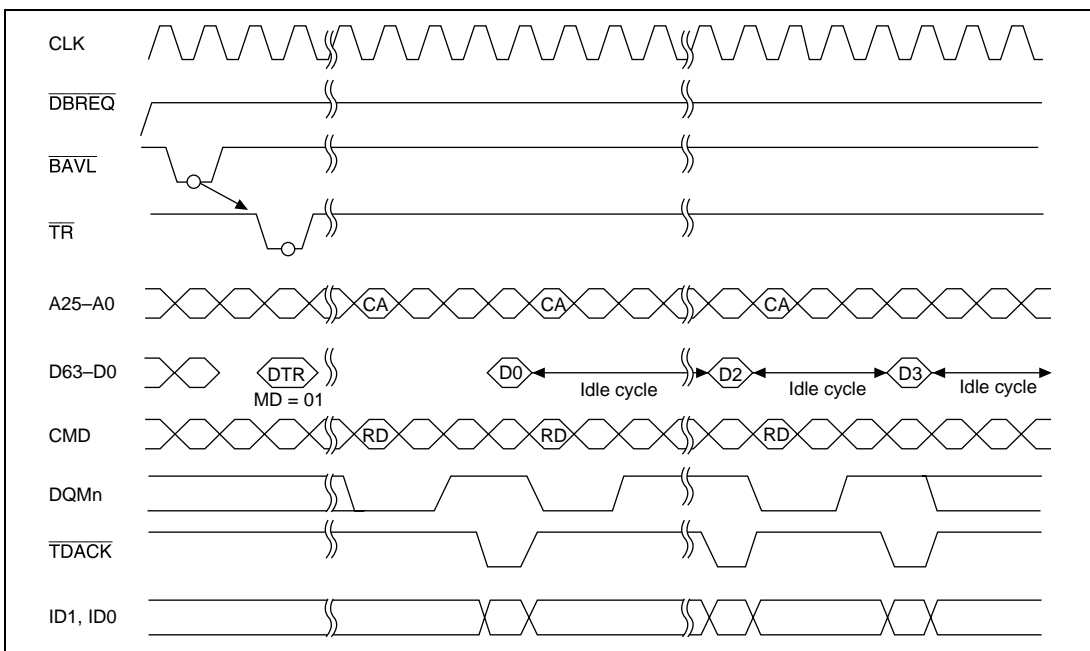 CLK
DBREQ
BAVL
TR
A25–A0 CA CA CA
D63–D0 DTR D0 D2 D3
Idle cycle Idle cycle Idle cycle
MD = 01
CMD RD RD RD
DQMn
TDACK
ID1, ID0